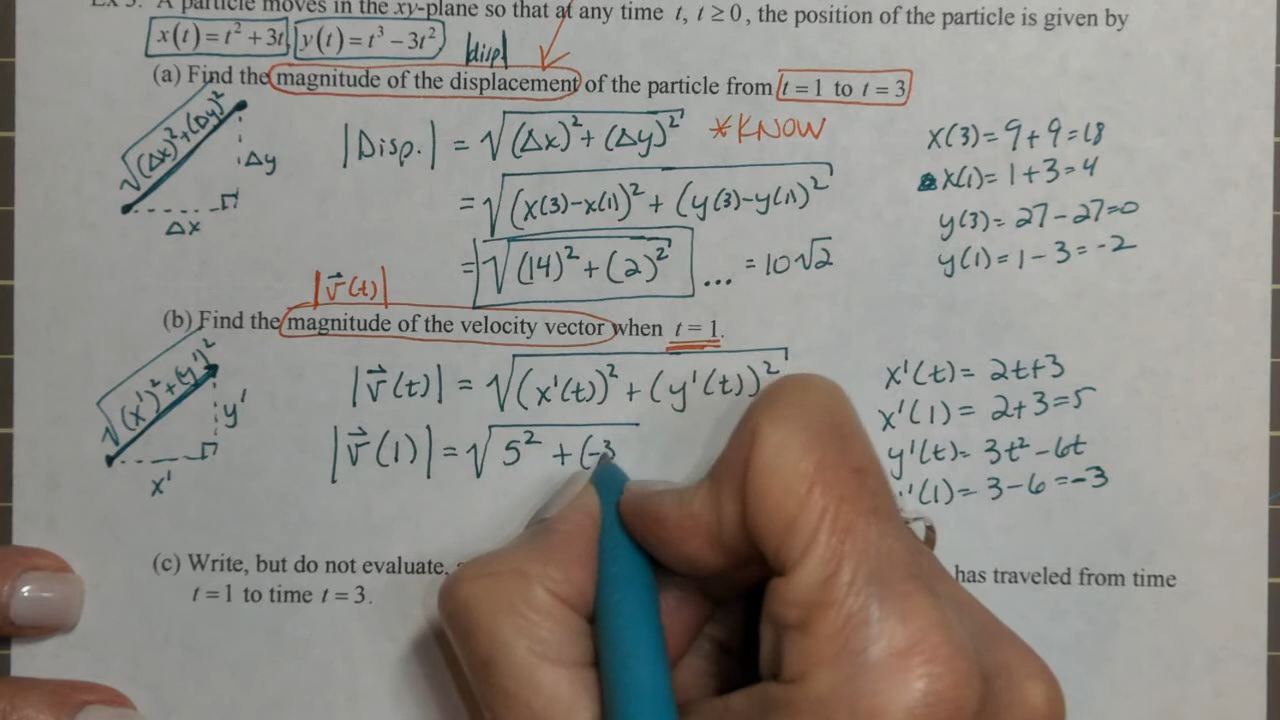 Ex 3. A particle moves in the xy-plane so that at any time t, t ≥ 0, the position of the particle is given by
x(t) = t² + 3t, y(t) = t³ − 3t² |displ
(a) Find the magnitude of the displacement of the particle from t = 1 to t = 3
√(Δx)²+(Δy)²
Δy
Δx
|Disp.| = √(Δx)² + (Δy)² *KNOW
= √(x(3)−x(1))² + (y(3)−y(1))²
= √(14)² + (2)² ... = 10√2
x(3) = 9 + 9 = 18
x(1) = 1 + 3 = 4
y(3) = 27 − 27 = 0
y(1) = 1 − 3 = −2
|v⃗(t)|
(b) Find the magnitude of the velocity vector when t = 1.
√(x')²+(y')²
y'
x'
|v⃗(t)| = √(x'(t))² + (y'(t))²
|v⃗(1)| = √5² + (−3
x'(t) = 2t+3
x'(1) = 2+3 = 5
y'(t) = 3t² − 6t
'(1) = 3 − 6 = −3
(c) Write, but do not evaluate, has traveled from time
t = 1 to time t = 3.